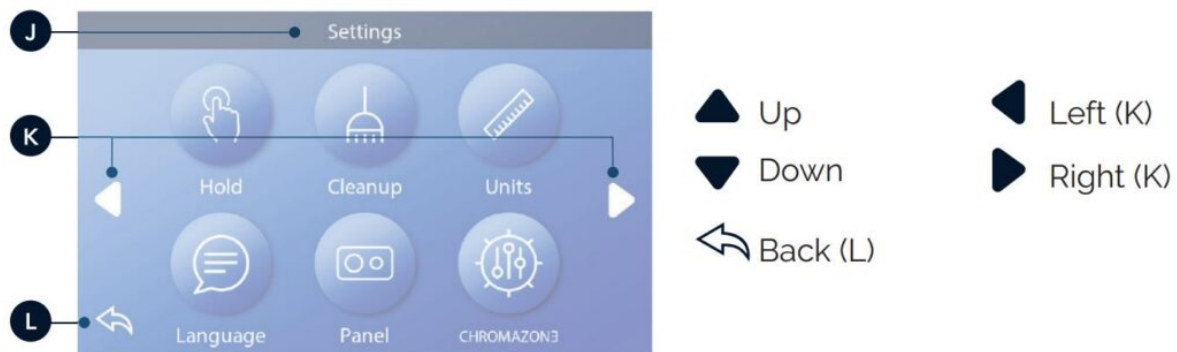 J
Settings
K
Hold Cleanup Units
L
Language Panel CHROMAZON3
Up
Down
Back (L)
Left (K)
Right (K)